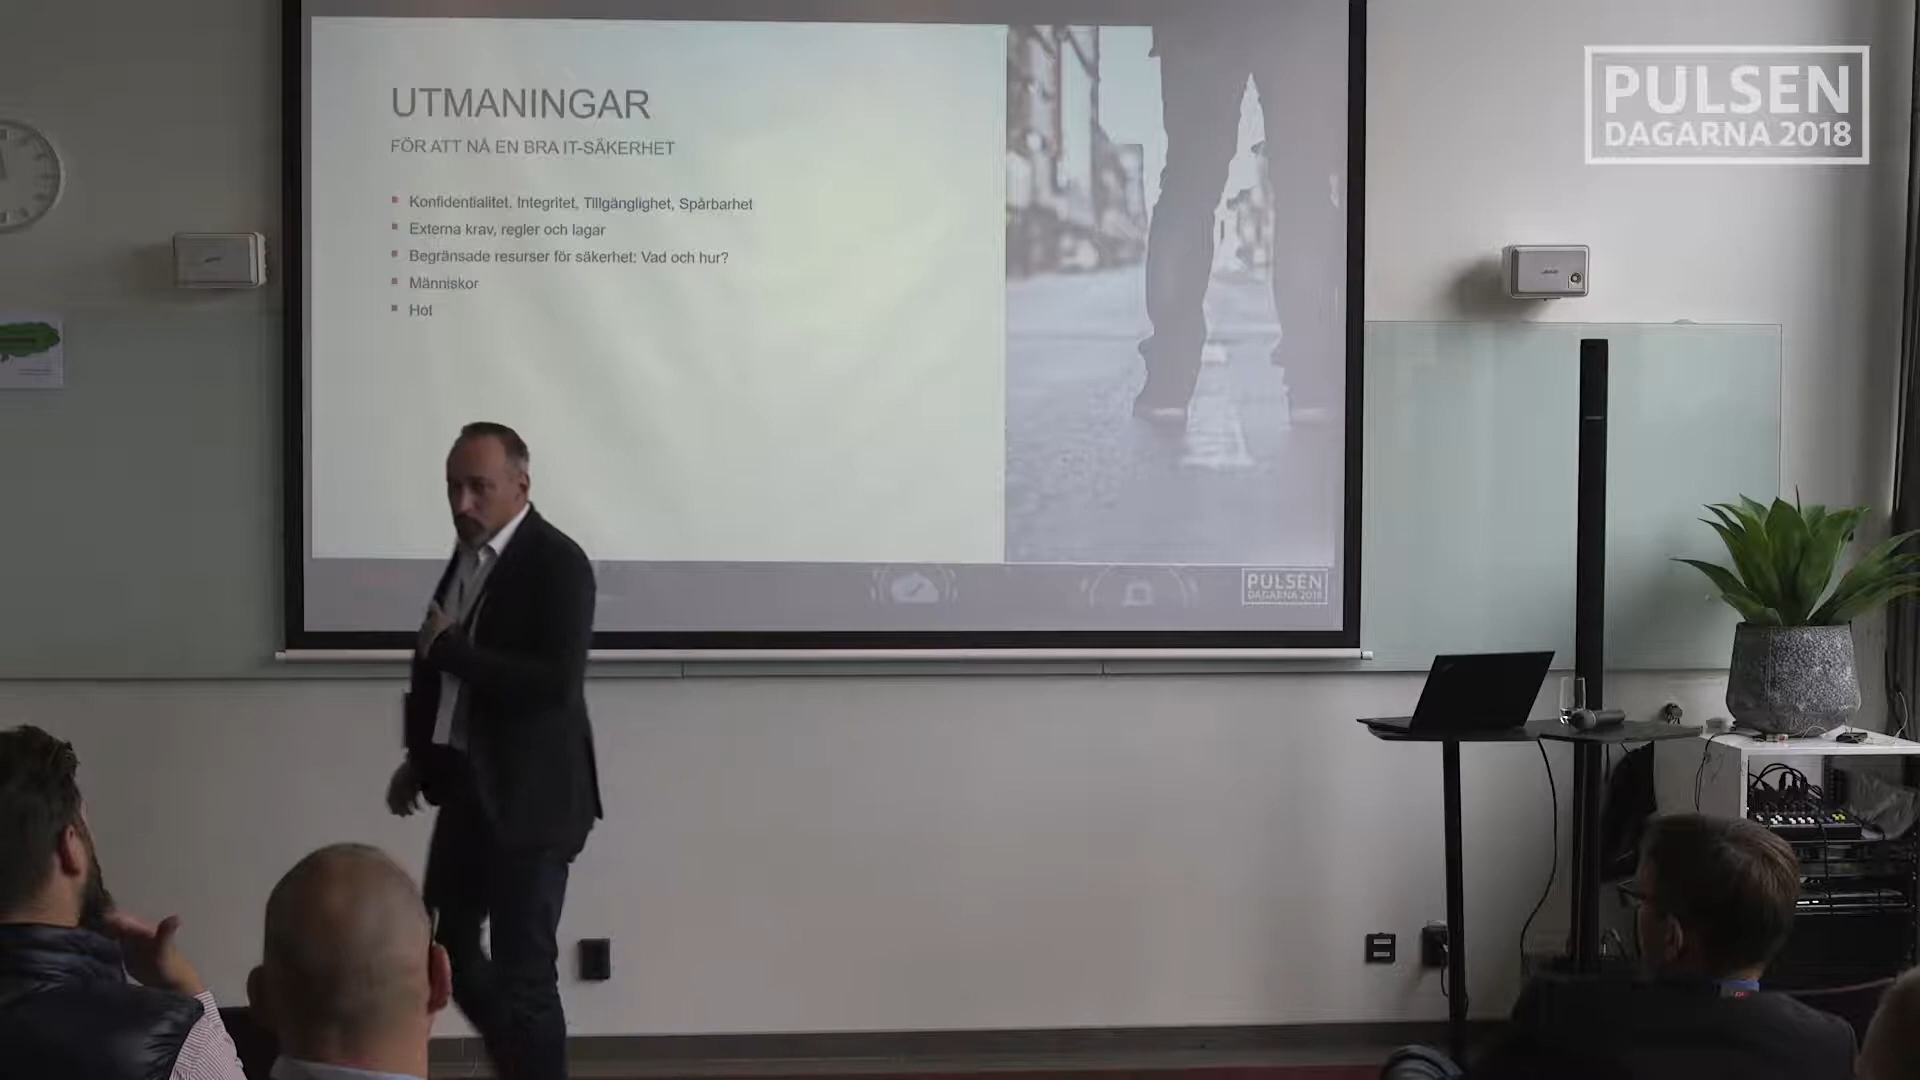 UTMANINGAR
FÖR ATT NÅ EN BRA IT-SÄKERHET
Konfidentialitet, Integritet, Tillgänglighet, Spårbarhet
Externa krav, regler och lagar
Begränsade resurser för säkerhet: Vad och hur?
Människor
Hot
PULSEN
DAGARNA 2018
PULSEN
DAGARNA 2018